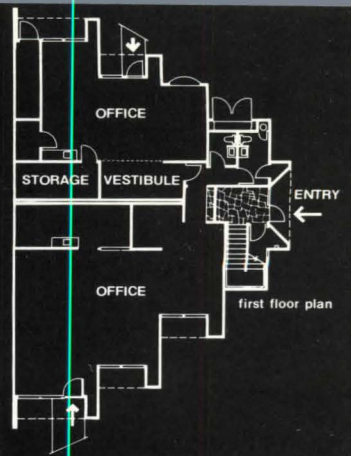 OFFICE
STORAGE VESTIBULE
ENTRY
OFFICE
first floor plan